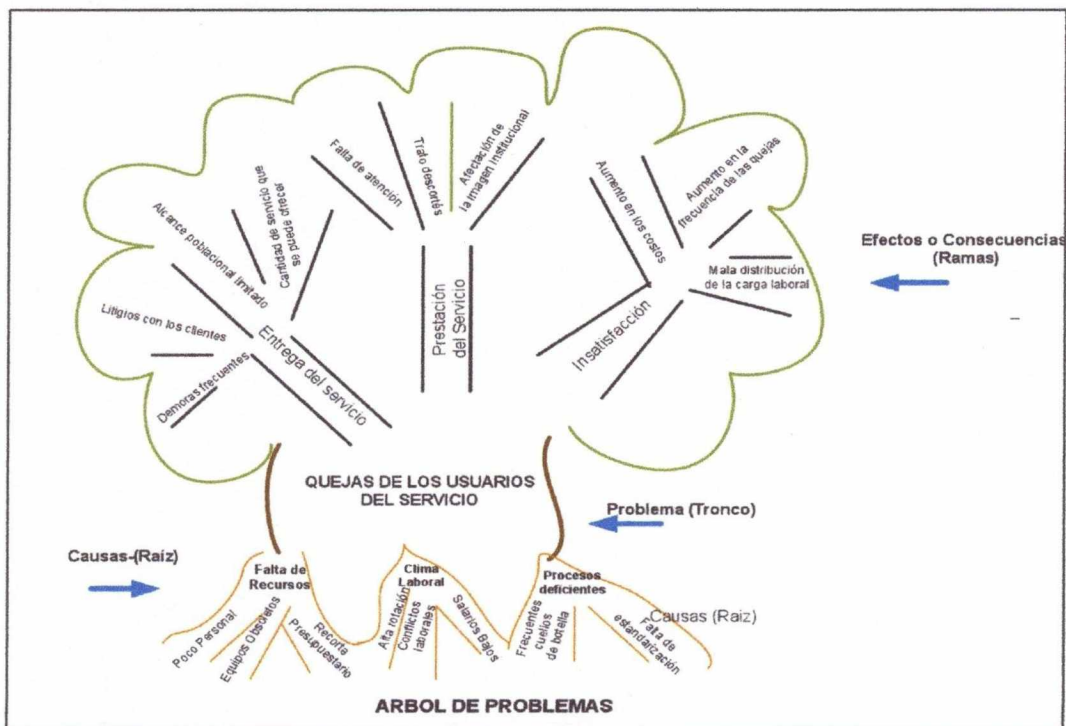 Falta de atención
Trato descortés
Afectación de
la imagen institucional
Aumento en los costos
Aumento en la
frecuencia de las quejas
Cantidad de servicio que
se puede ofrecer
Alcance poblacional limitado
Litigios con los clientes
Demoras frecuentes
Entrega del servicio
Prestación
del Servicio
Insatisfacción
Mala distribución
de la carga laboral
Efectos o Consecuencias
(Ramas)
QUEJAS DE LOS USUARIOS
DEL SERVICIO
Problema (Tronco)
Causas-(Raíz)
Falta de
Recursos
Clima
Laboral
Procesos
deficientes
Causas (Raiz)
Poco Personal
Equipos Obsoletos
Recorte
Presupuestario
Alta rotación
Conflictos
laborales
Salarios Bajos
Frecuentes
cuellos
de botella
Falta de
estandarización
ARBOL DE PROBLEMAS